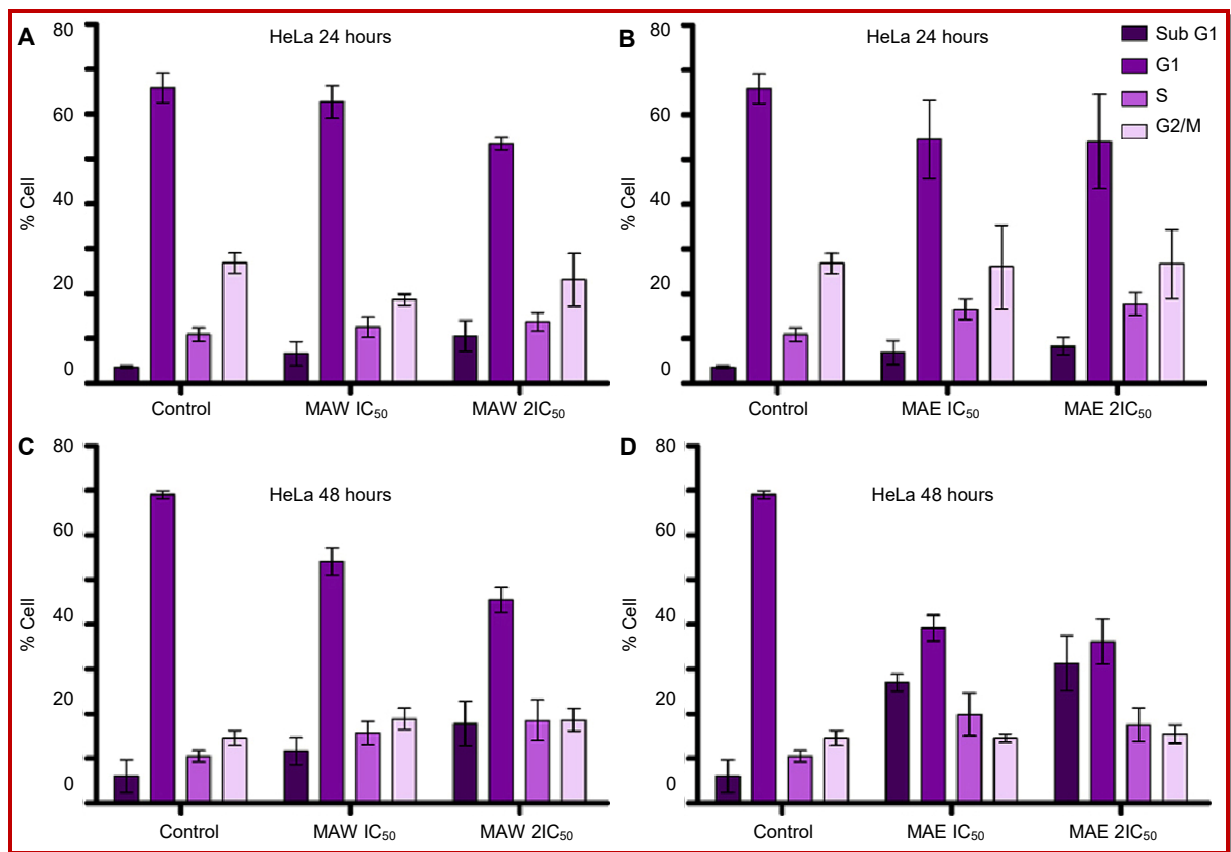 A
HeLa 24 hours
80
60
40
20
0
% Cell
Control
MAW IC₅₀
MAW 2IC₅₀
B
HeLa 24 hours
80
60
40
20
0
% Cell
Control
MAE IC₅₀
MAE 2IC₅₀
Sub G1
G1
S
G2/M
C
HeLa 48 hours
80
60
40
20
0
% Cell
Control
MAW IC₅₀
MAW 2IC₅₀
D
HeLa 48 hours
80
60
40
20
0
% Cell
Control
MAE IC₅₀
MAE 2IC₅₀